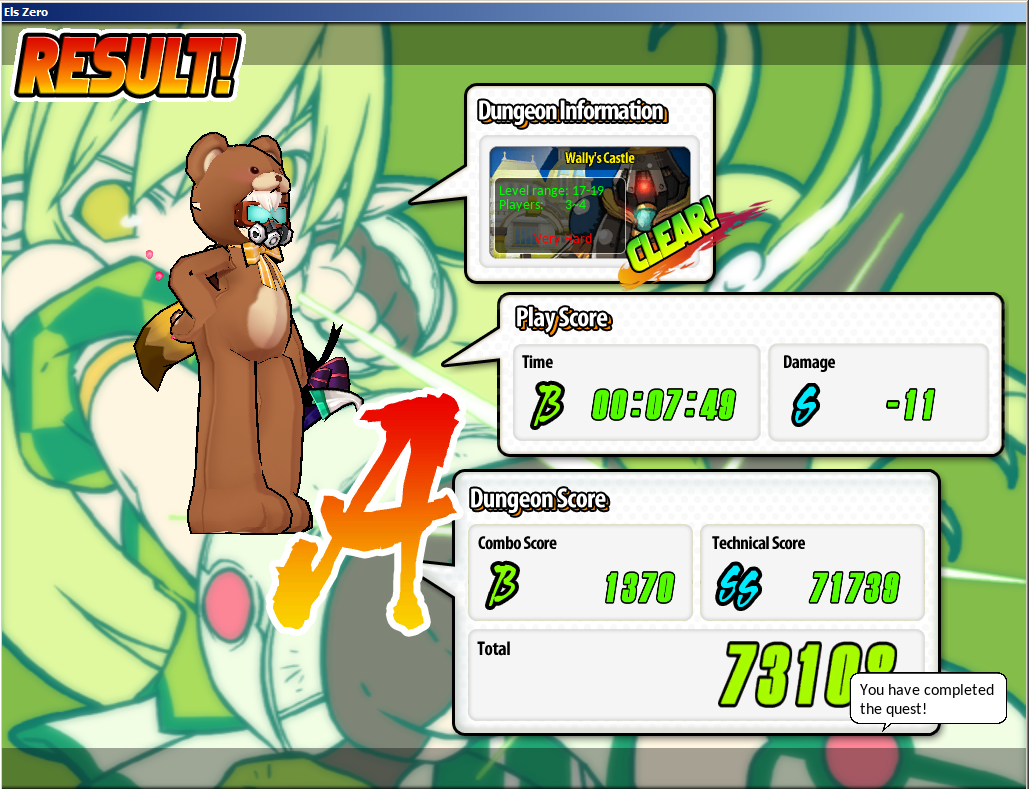 Els Zero
RESULT!
Dungeon Information
Wally's Castle
Level range: 17-19
Players: 3~4
Very Hard
CLEAR!
Play Score
Time
B 00:07:49
Damage
S -11
A
Dungeon Score
Combo Score
B 1370
Technical Score
SS 71739
Total
You have completed
the quest!